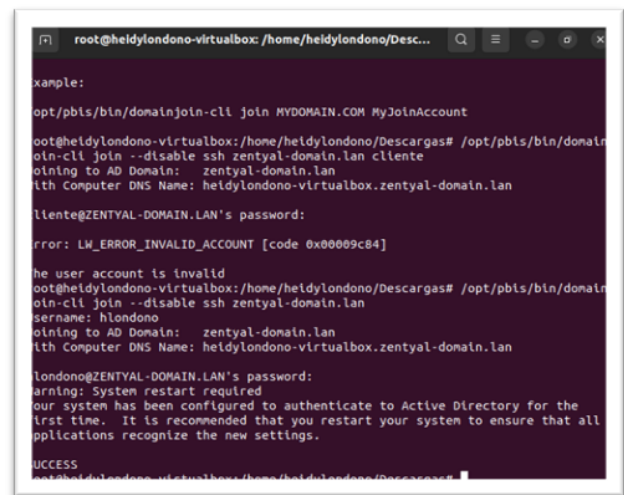 root@heidylondono-virtualbox: /home/heidylondono/Desc...
xample:
opt/pbis/bin/domainjoin-cli join MYDOMAIN.COM MyJoinAccount
oot@heidylondono-virtualbox:/home/heidylondono/Descargas# /opt/pbis/bin/domain
oin-cli join --disable ssh zentyal-domain.lan cliente
oining to AD Domain: zentyal-domain.lan
ith Computer DNS Name: heidylondono-virtualbox.zentyal-domain.lan
liente@ZENTYAL-DOMAIN.LAN's password:
rror: LW_ERROR_INVALID_ACCOUNT [code 0x00009c84]
he user account is invalid
oot@heidylondono-virtualbox:/home/heidylondono/Descargas# /opt/pbis/bin/domain
oin-cli join --disable ssh zentyal-domain.lan
sername: hlondono
oining to AD Domain: zentyal-domain.lan
ith Computer DNS Name: heidylondono-virtualbox.zentyal-domain.lan
londono@ZENTYAL-DOMAIN.LAN's password:
arning: System restart required
our system has been configured to authenticate to Active Directory for the
irst time. It is recommended that you restart your system to ensure that all
pplications recognize the new settings.
UCCESS
oot@heidylondono-virtualbox:/home/heidylondono/Descargas#